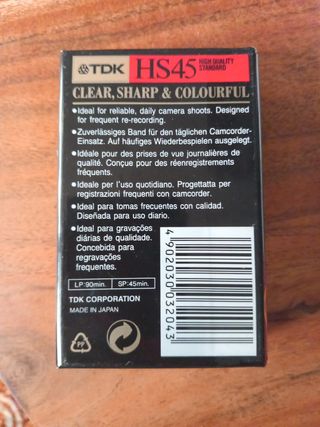 TDK HS45 HIGH QUALITY STANDARD
CLEAR, SHARP & COLOURFUL
•Ideal for reliable, daily camera shoots. Designed
for frequent re-recording.
•Zuverlässiges Band für den täglichen Camcorder-
Einsatz. Auf häufiges Wiederbespielen ausgelegt.
•Idéale pour des prises de vue journalières de
qualité. Conçue pour des réenregistrements
fréquents.
•Ideale per l'uso quotidiano. Progettatta per
registrazioni frequenti con camcorder.
•Ideal para tomas frecuentes con calidad.
Diseñada para uso diario.
•Ideal para gravações
diárias de qualidade.
Concebida para
regravações
frequentes.
LP:90min. SP:45min.
TDK CORPORATION
MADE IN JAPAN
4902030032043
PP